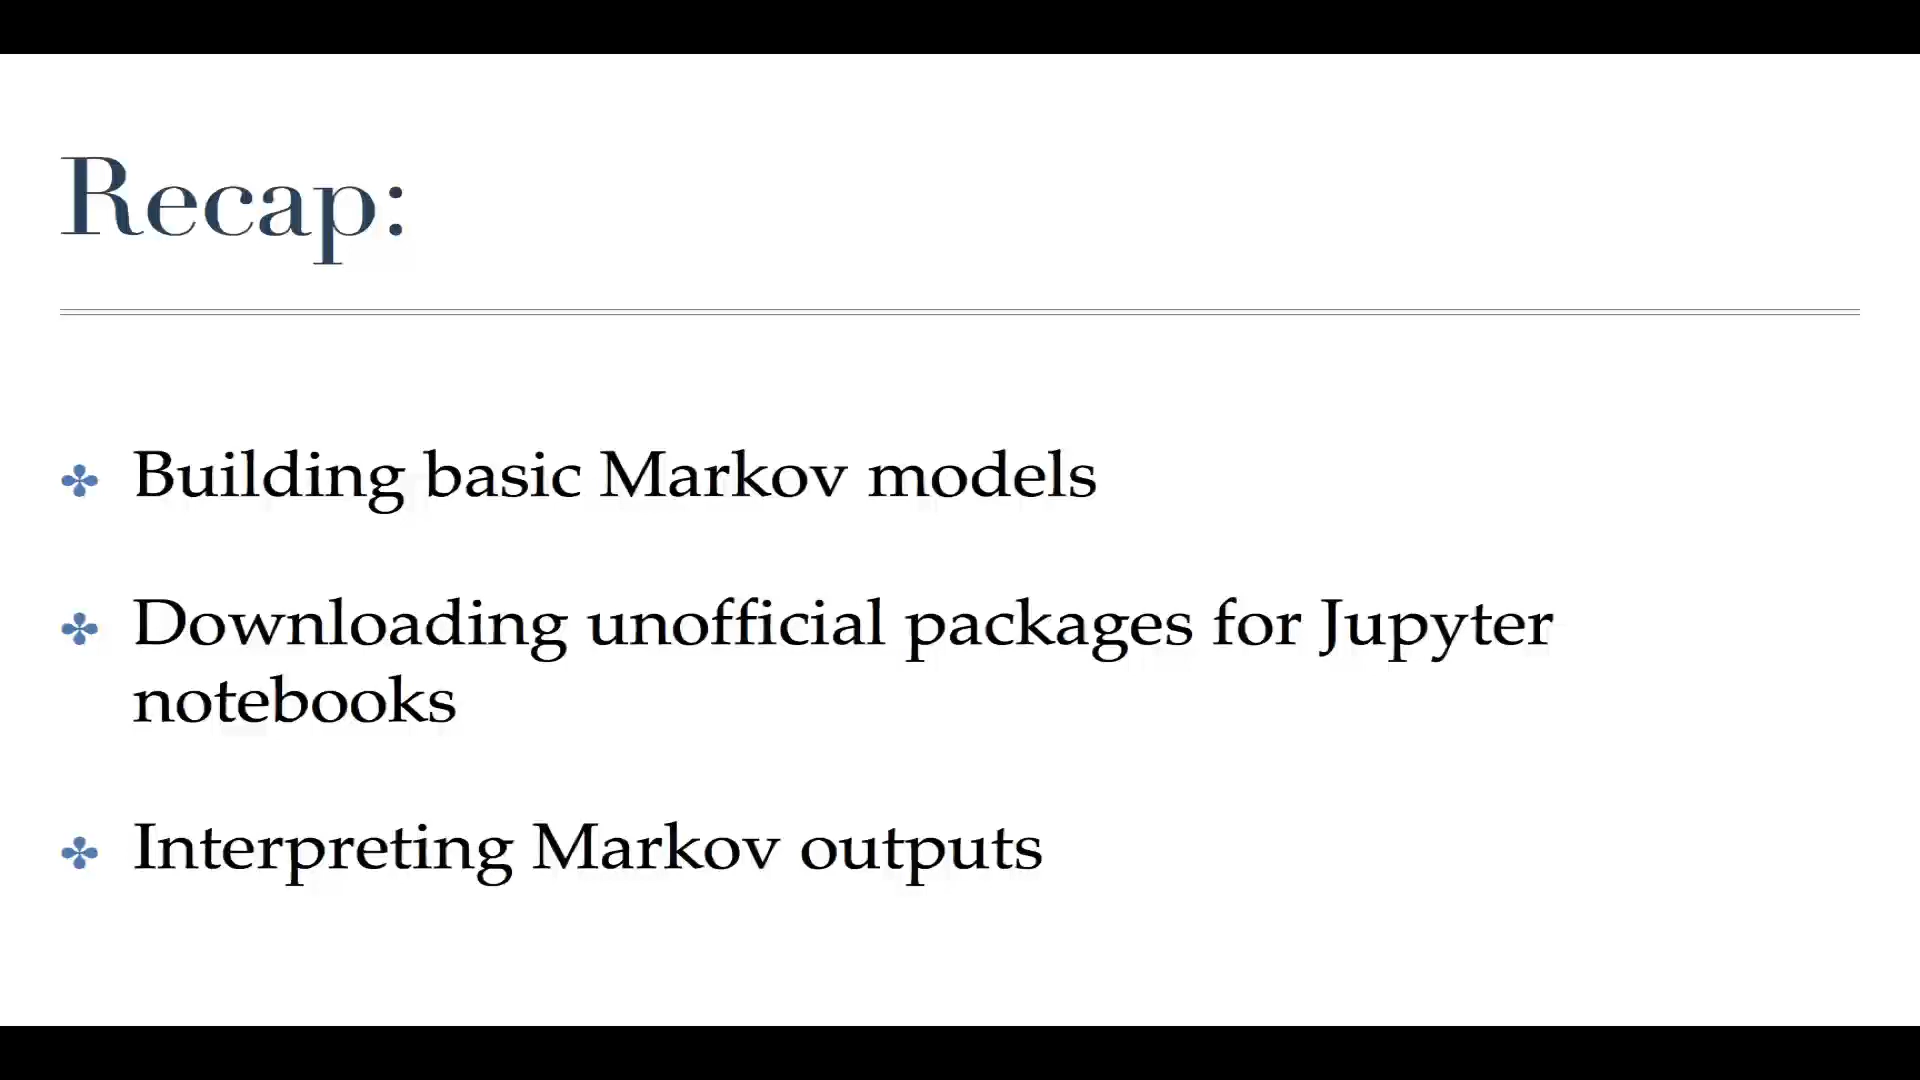 Recap:
Building basic Markov models
Downloading unofficial packages for Jupyter
notebooks
Interpreting Markov outputs